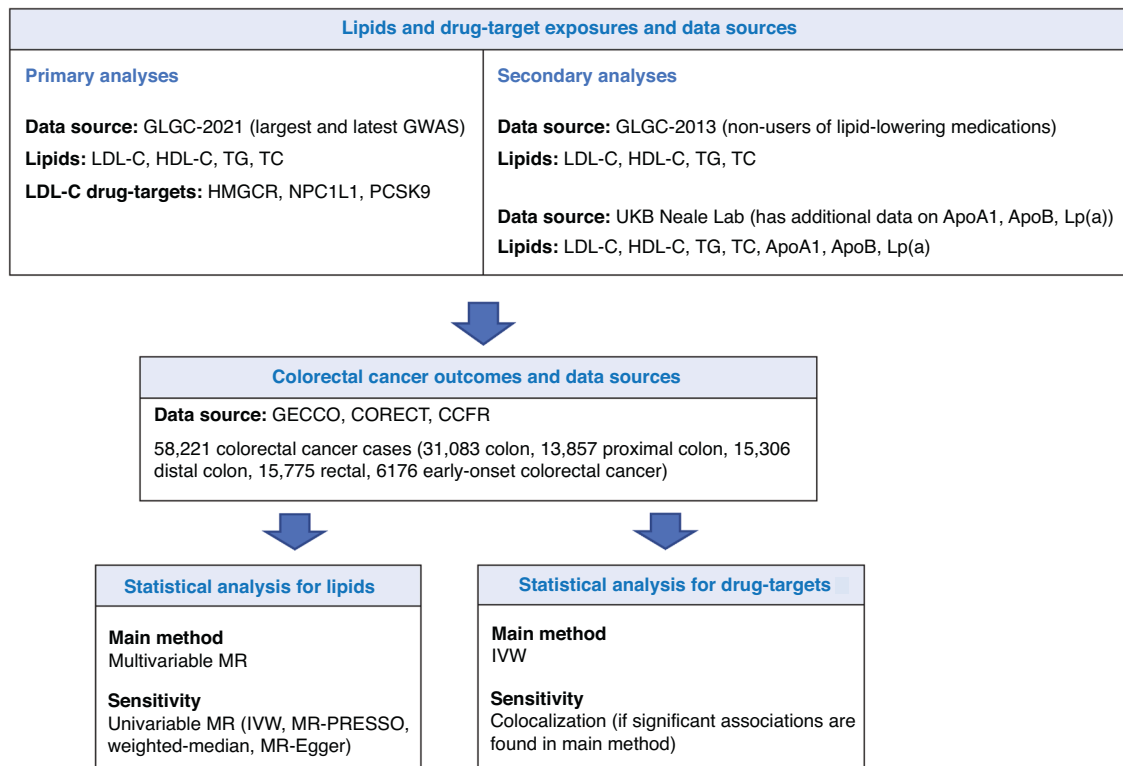 Lipids and drug-target exposures and data sources
Primary analyses
Data source: GLGC-2021 (largest and latest GWAS)
Lipids: LDL-C, HDL-C, TG, TC
LDL-C drug-targets: HMGCR, NPC1L1, PCSK9
Secondary analyses
Data source: GLGC-2013 (non-users of lipid-lowering medications)
Lipids: LDL-C, HDL-C, TG, TC
Data source: UKB Neale Lab (has additional data on ApoA1, ApoB, Lp(a))
Lipids: LDL-C, HDL-C, TG, TC, ApoA1, ApoB, Lp(a)
Colorectal cancer outcomes and data sources
Data source: GECCO, CORECT, CCFR
58,221 colorectal cancer cases (31,083 colon, 13,857 proximal colon, 15,306
distal colon, 15,775 rectal, 6176 early-onset colorectal cancer)
Statistical analysis for lipids
Main method
Multivariable MR
Sensitivity
Univariable MR (IVW, MR-PRESSO,
weighted-median, MR-Egger)
Statistical analysis for drug-targets
Main method
IVW
Sensitivity
Colocalization (if significant associations are
found in main method)